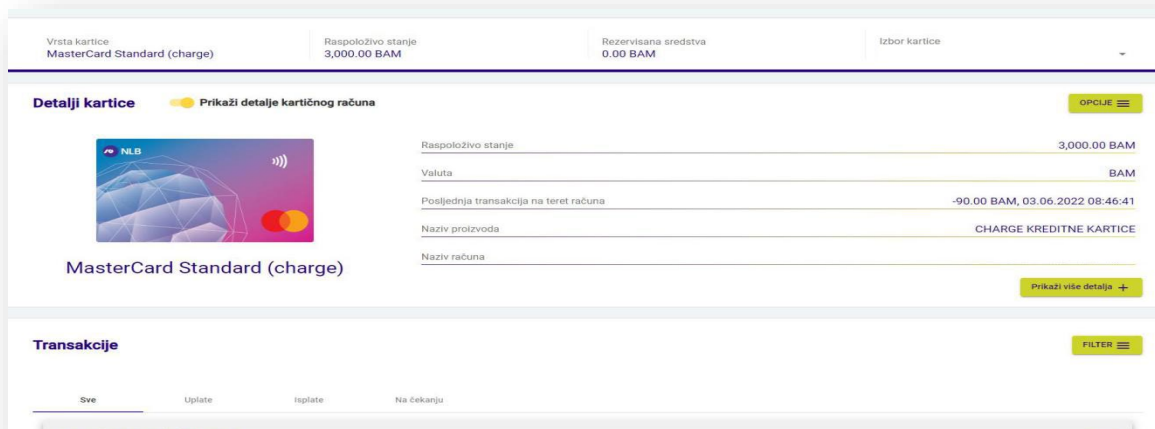 Vrsta kartice
MasterCard Standard (charge)
Raspoloživo stanje
3,000.00 BAM
Rezervisana sredstva
0.00 BAM
Izbor kartice
Detalji kartice
Prikaži detalje kartičnog računa
OPCIJE
NLB
MasterCard Standard (charge)
Raspoloživo stanje 3,000.00 BAM
Valuta BAM
Posljednja transakcija na teret računa -90.00 BAM, 03.06.2022 08:46:41
Naziv proizvoda CHARGE KREDITNE KARTICE
Naziv računa
Prikaži više detalja +
Transakcije
FILTER
Sve Uplate Isplate Na čekanju